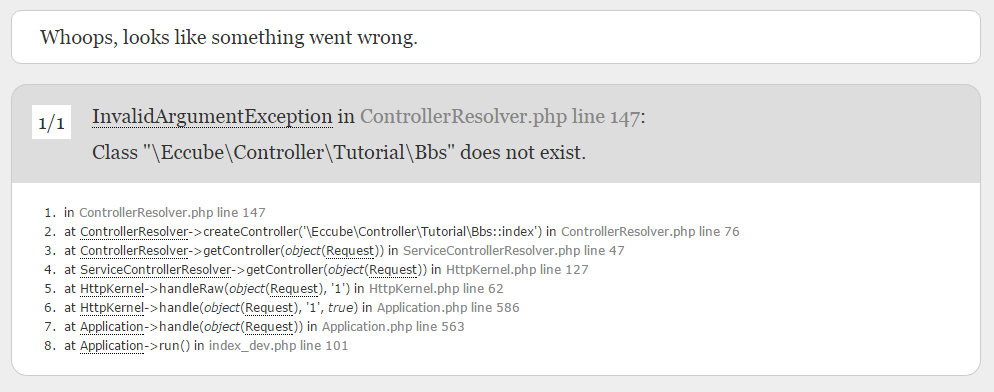 Whoops, looks like something went wrong.
1/1
InvalidArgumentException in ControllerResolver.php line 147:
Class "\Eccube\Controller\Tutorial\Bbs" does not exist.
1. in ControllerResolver.php line 147
2. at ControllerResolver->createController('\Eccube\Controller\Tutorial\Bbs::index') in ControllerResolver.php line 76
3. at ControllerResolver->getController(object(Request)) in ServiceControllerResolver.php line 47
4. at ServiceControllerResolver->getController(object(Request)) in HttpKernel.php line 127
5. at HttpKernel->handleRaw(object(Request), '1') in HttpKernel.php line 62
6. at HttpKernel->handle(object(Request), '1', true) in Application.php line 586
7. at Application->handle(object(Request)) in Application.php line 563
8. at Application->run() in index_dev.php line 101